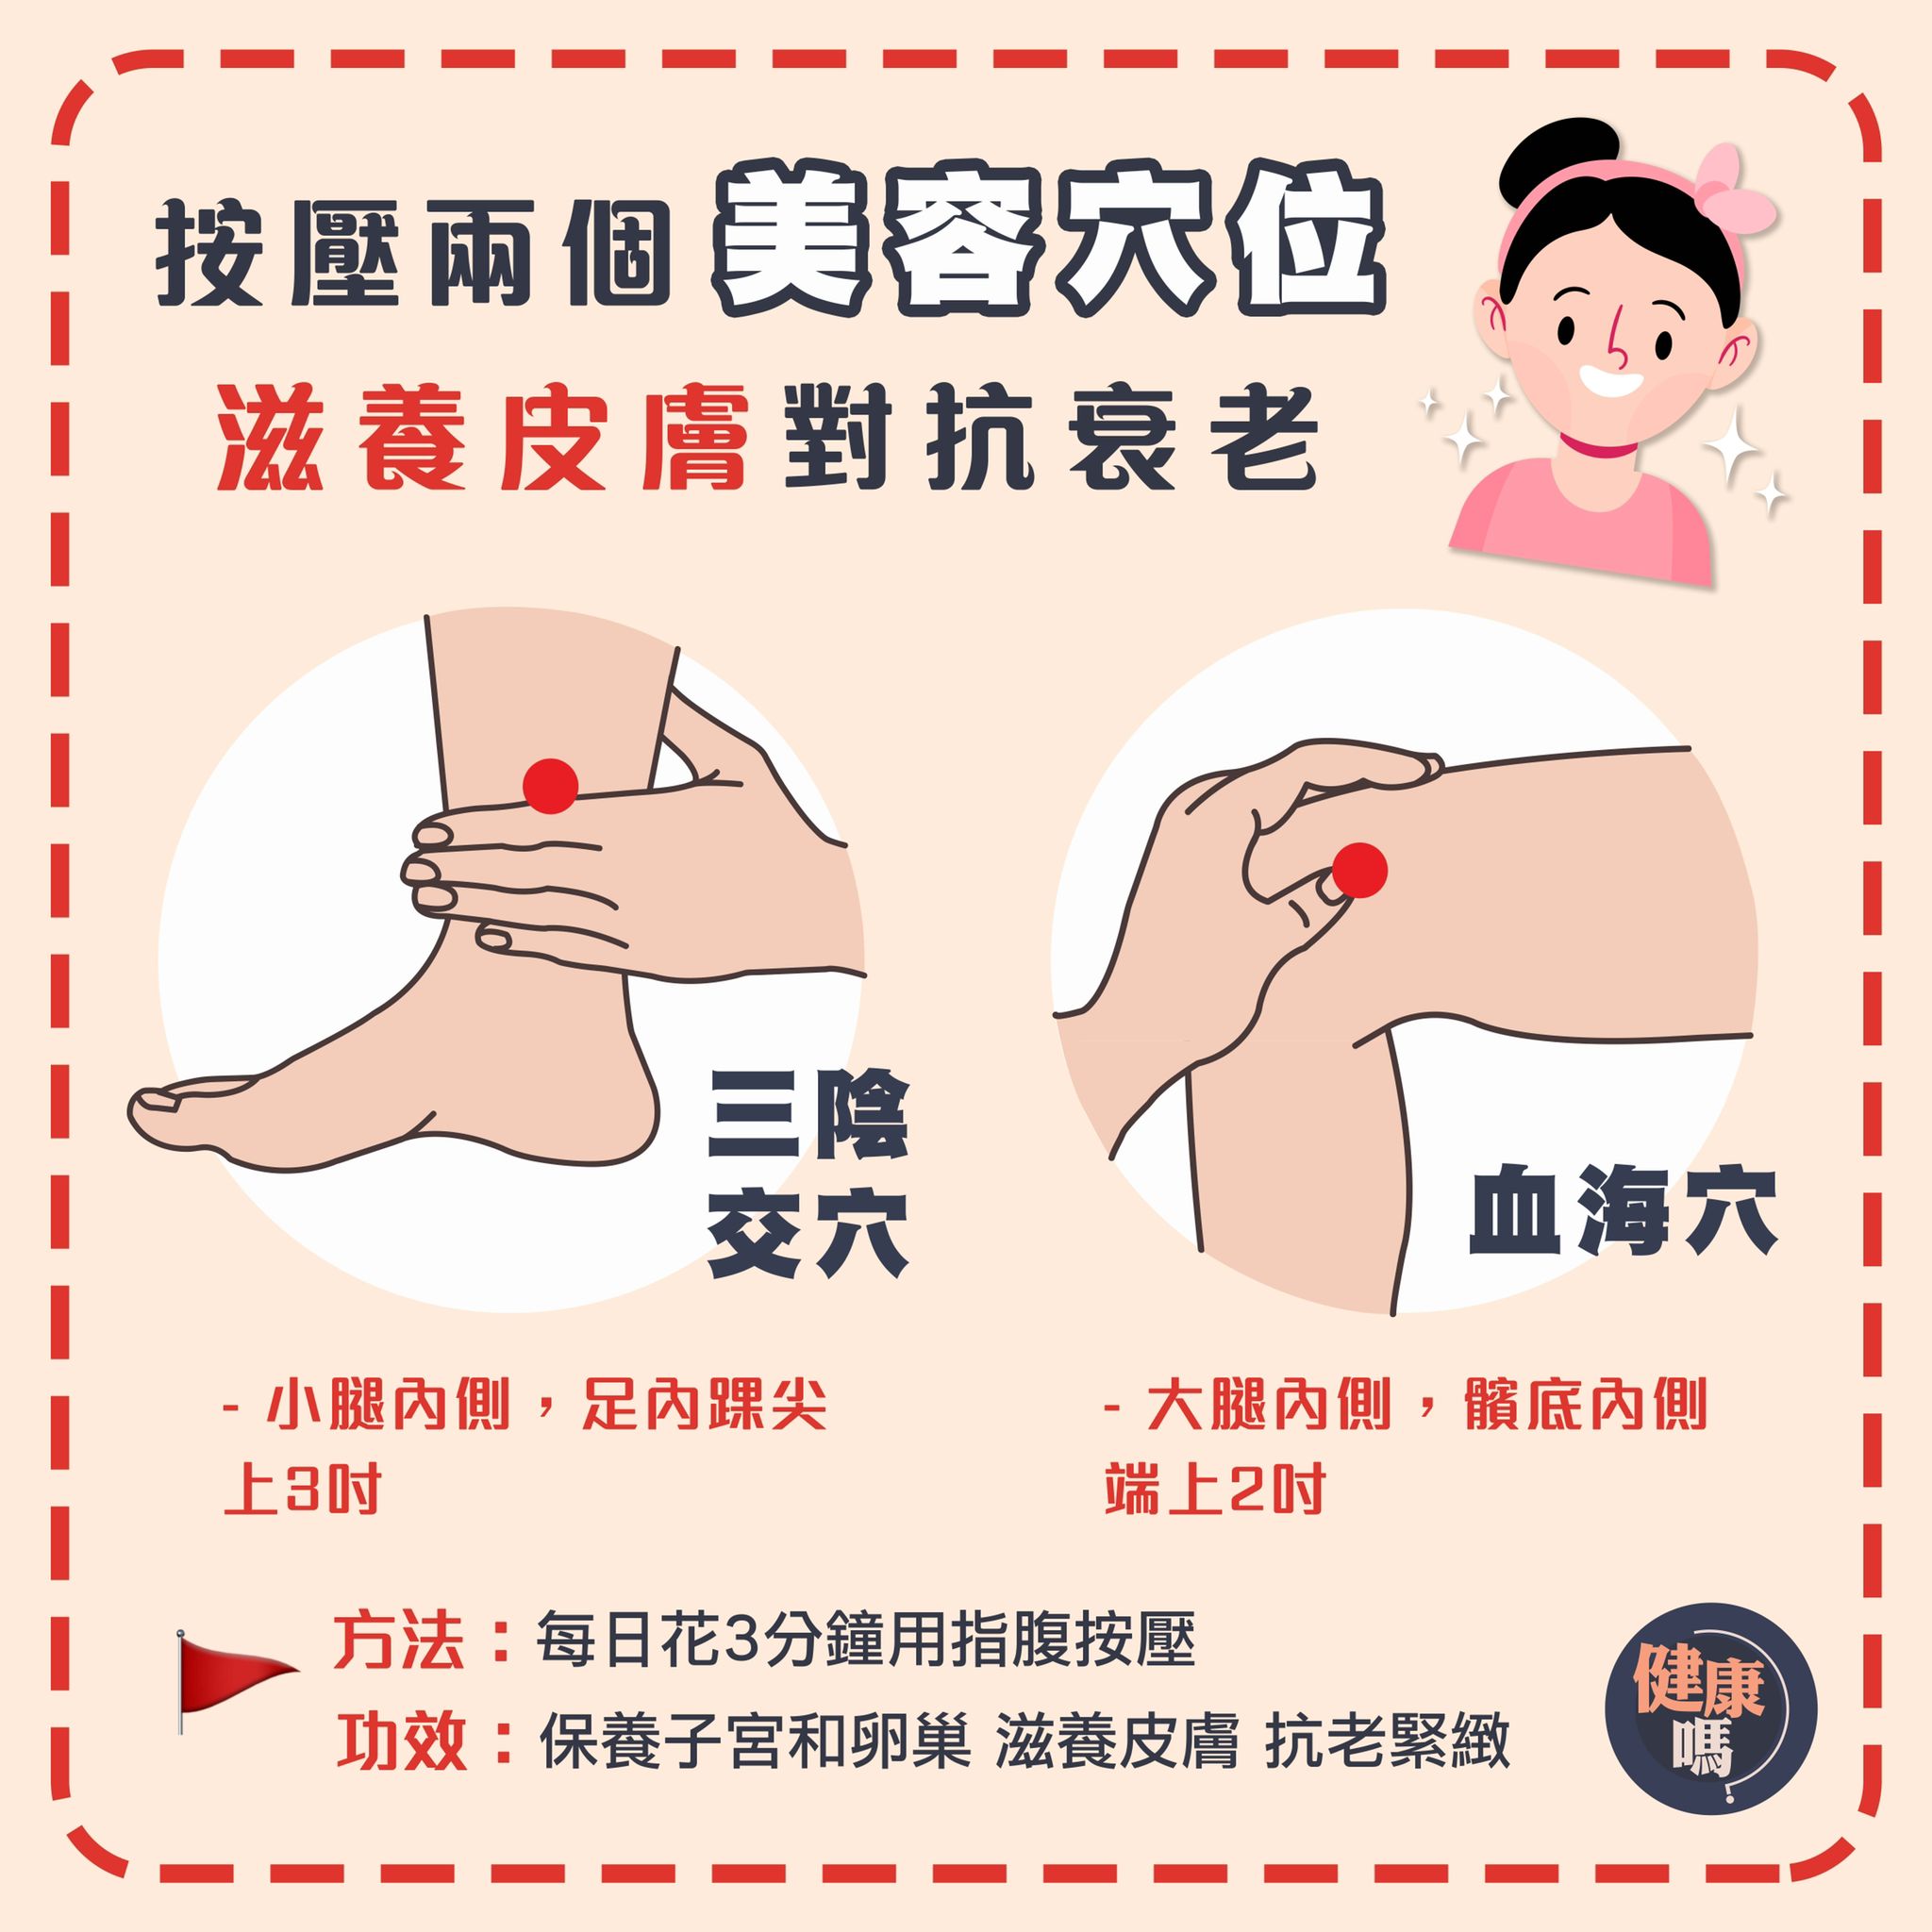 按壓兩個美容穴位
滋養皮膚對抗衰老
三陰
交穴
血海穴
- 小腿內側，足內踝尖
上3吋
- 大腿內側，髕底內側
端上2吋
方法：每日花3分鐘用指腹按壓
功效：保養子宮和卵巢 滋養皮膚 抗老緊緻
健康
嗎